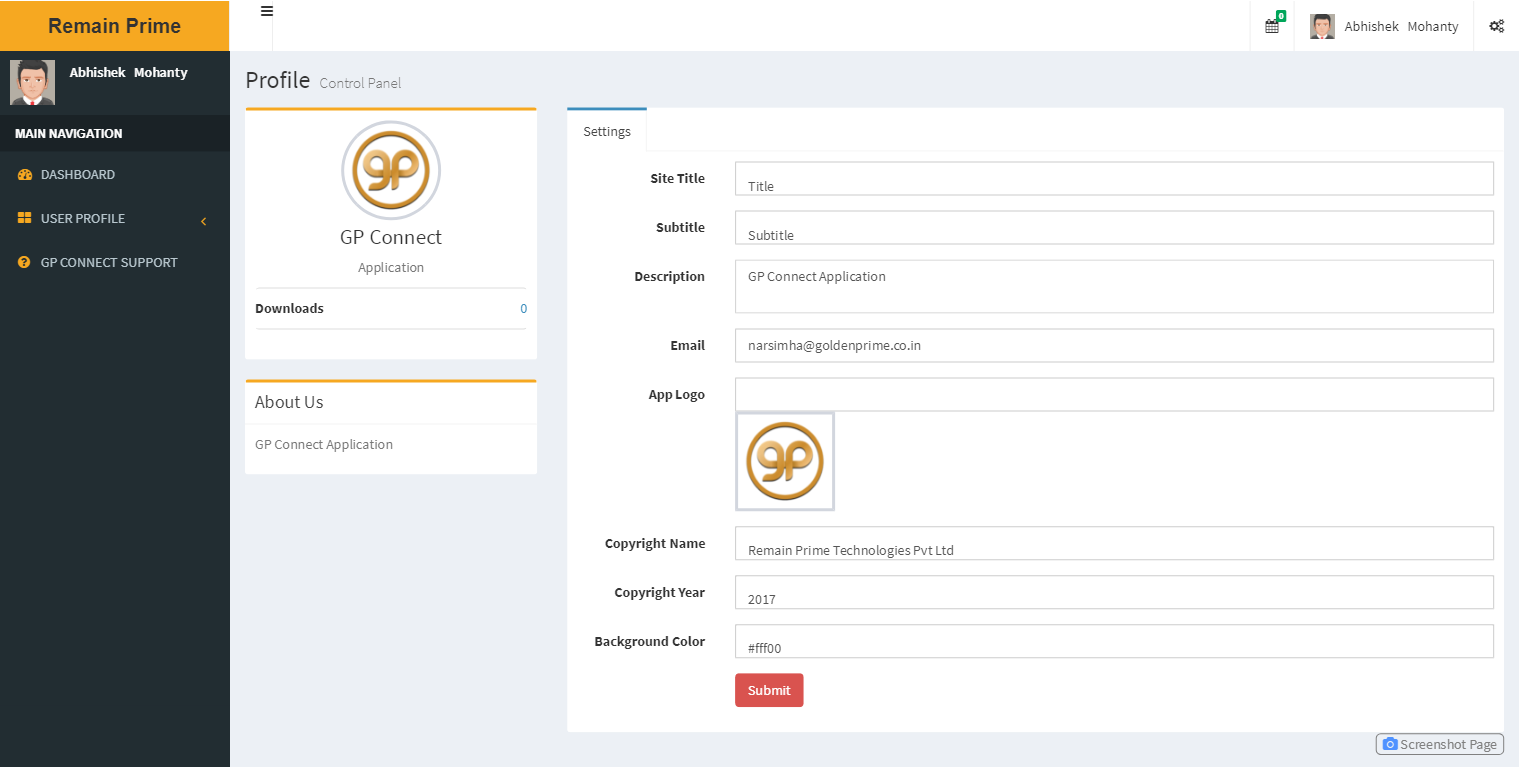 Remain Prime
0
Abhishek Mohanty
Abhishek Mohanty
MAIN NAVIGATION
DASHBOARD
USER PROFILE
GP CONNECT SUPPORT
Profile Control Panel
gp
GP Connect
Application
Downloads 0
About Us
GP Connect Application
Settings
Site Title Title
Subtitle Subtitle
Description GP Connect Application
Email narsimha@goldenprime.co.in
App Logo
gp
Copyright Name Remain Prime Technologies Pvt Ltd
Copyright Year 2017
Background Color #fff00
Submit
Screenshot Page